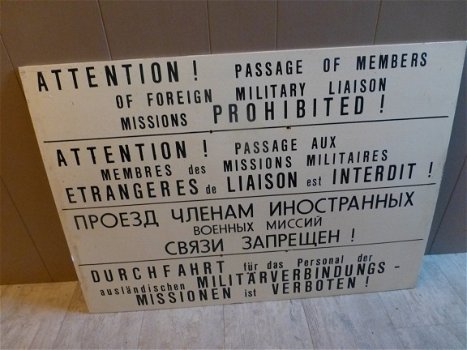 ATTENTION ! PASSAGE OF MEMBERS
OF FOREIGN MILITARY LIAISON
MISSIONS PROHIBITED !
ATTENTION ! PASSAGE AUX
MEMBRES des MISSIONS MILITAIRES
ETRANGERES de LIAISON est INTERDIT !
ПРОЕЗД ЧЛЕНАМ ИНОСТРАННЫХ
ВОЕННЫХ МИССИЙ
СВЯЗИ ЗАПРЕЩЕН !
DURCHFAHRT für das Personal der
ausländischen MILITÄRVERBINDUNGS -
MISSIONEN ist VERBOTEN !